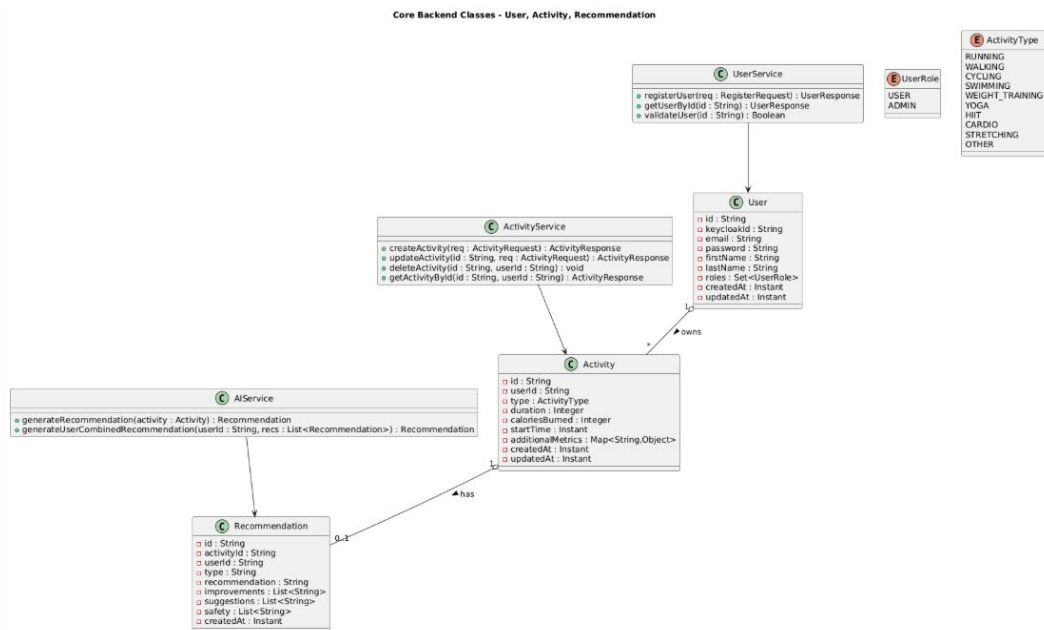 Core Backend Classes - User, Activity, Recommendation
E ActivityType
RUNNING
WALKING
CYCLING
SWIMMING
WEIGHT_TRAINING
YOGA
HIIT
CARDIO
STRETCHING
OTHER
E UserRole
USER
ADMIN
C UserService
registerUser(req : RegisterRequest) : UserResponse
getUserById(id : String) : UserResponse
validateUser(id : String) : Boolean
C User
id : String
keycloakId : String
email : String
password : String
firstName : String
lastName : String
roles : Set<UserRole>
createdAt : Instant
updatedAt : Instant
C ActivityService
createActivity(req : ActivityRequest) : ActivityResponse
updateActivity(id : String, req : ActivityRequest) : ActivityResponse
deleteActivity(id : String, userId : String) : void
getActivityById(id : String, userId : String) : ActivityResponse
1
owns
*
C Activity
id : String
userId : String
type : ActivityType
duration : Integer
caloriesBurned : Integer
startTime : Instant
additionalMetrics : Map<String,Object>
createdAt : Instant
updatedAt : Instant
C AIService
generateRecommendation(activity : Activity) : Recommendation
generateUserCombinedRecommendation(userId : String, recs : List<Recommendation>) : Recommendation
1
has
0..1
C Recommendation
id : String
activityId : String
userId : String
type : String
recommendation : String
improvements : List<String>
suggestions : List<String>
safety : List<String>
createdAt : Instant